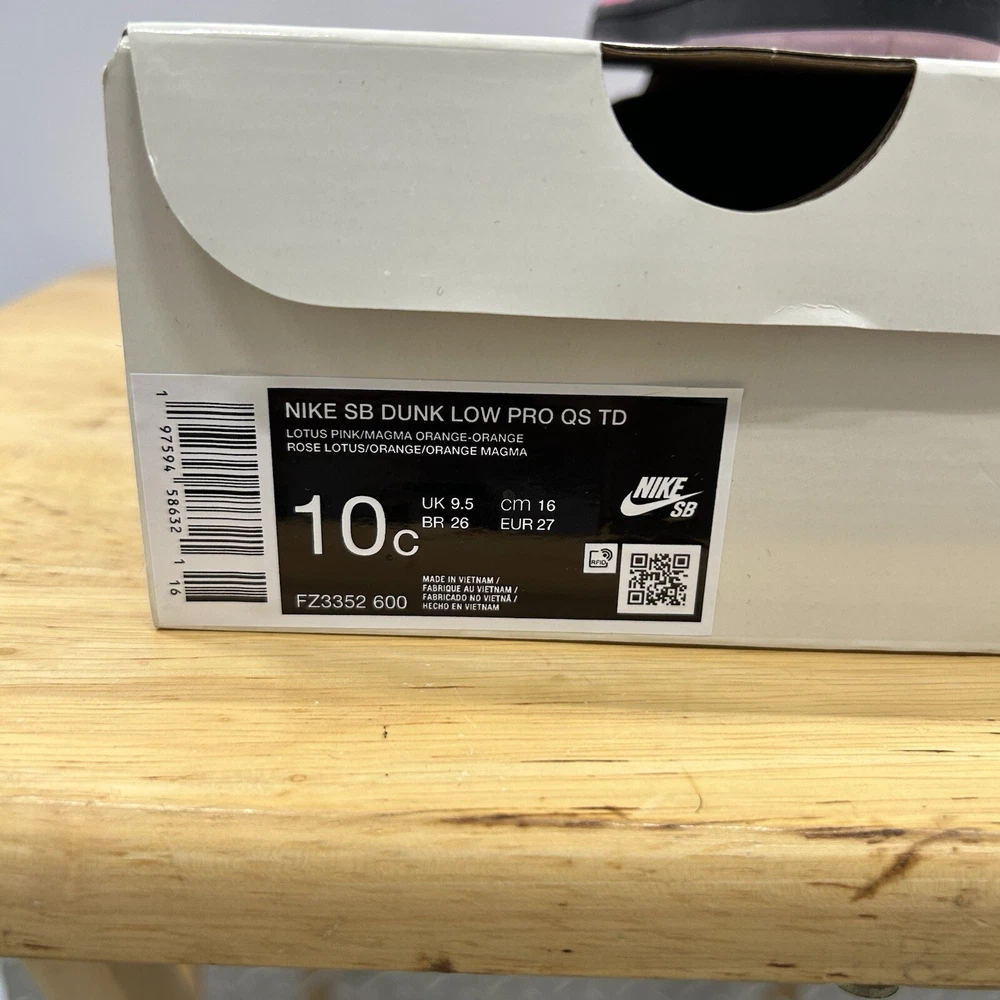 NIKE SB DUNK LOW PRO QS TD
LOTUS PINK/MAGMA ORANGE-ORANGE
ROSE LOTUS/ORANGE/ORANGE MAGMA
10c
UK 9.5 cm 16
BR 26 EUR 27
NIKE
SB
RFID
FZ3352 600
MADE IN VIETNAM /
FABRIQUE AU VIETNAM /
FABRICADO NO VIETNÃ /
HECHO EN VIETNAM
1 97594 58632 1 16